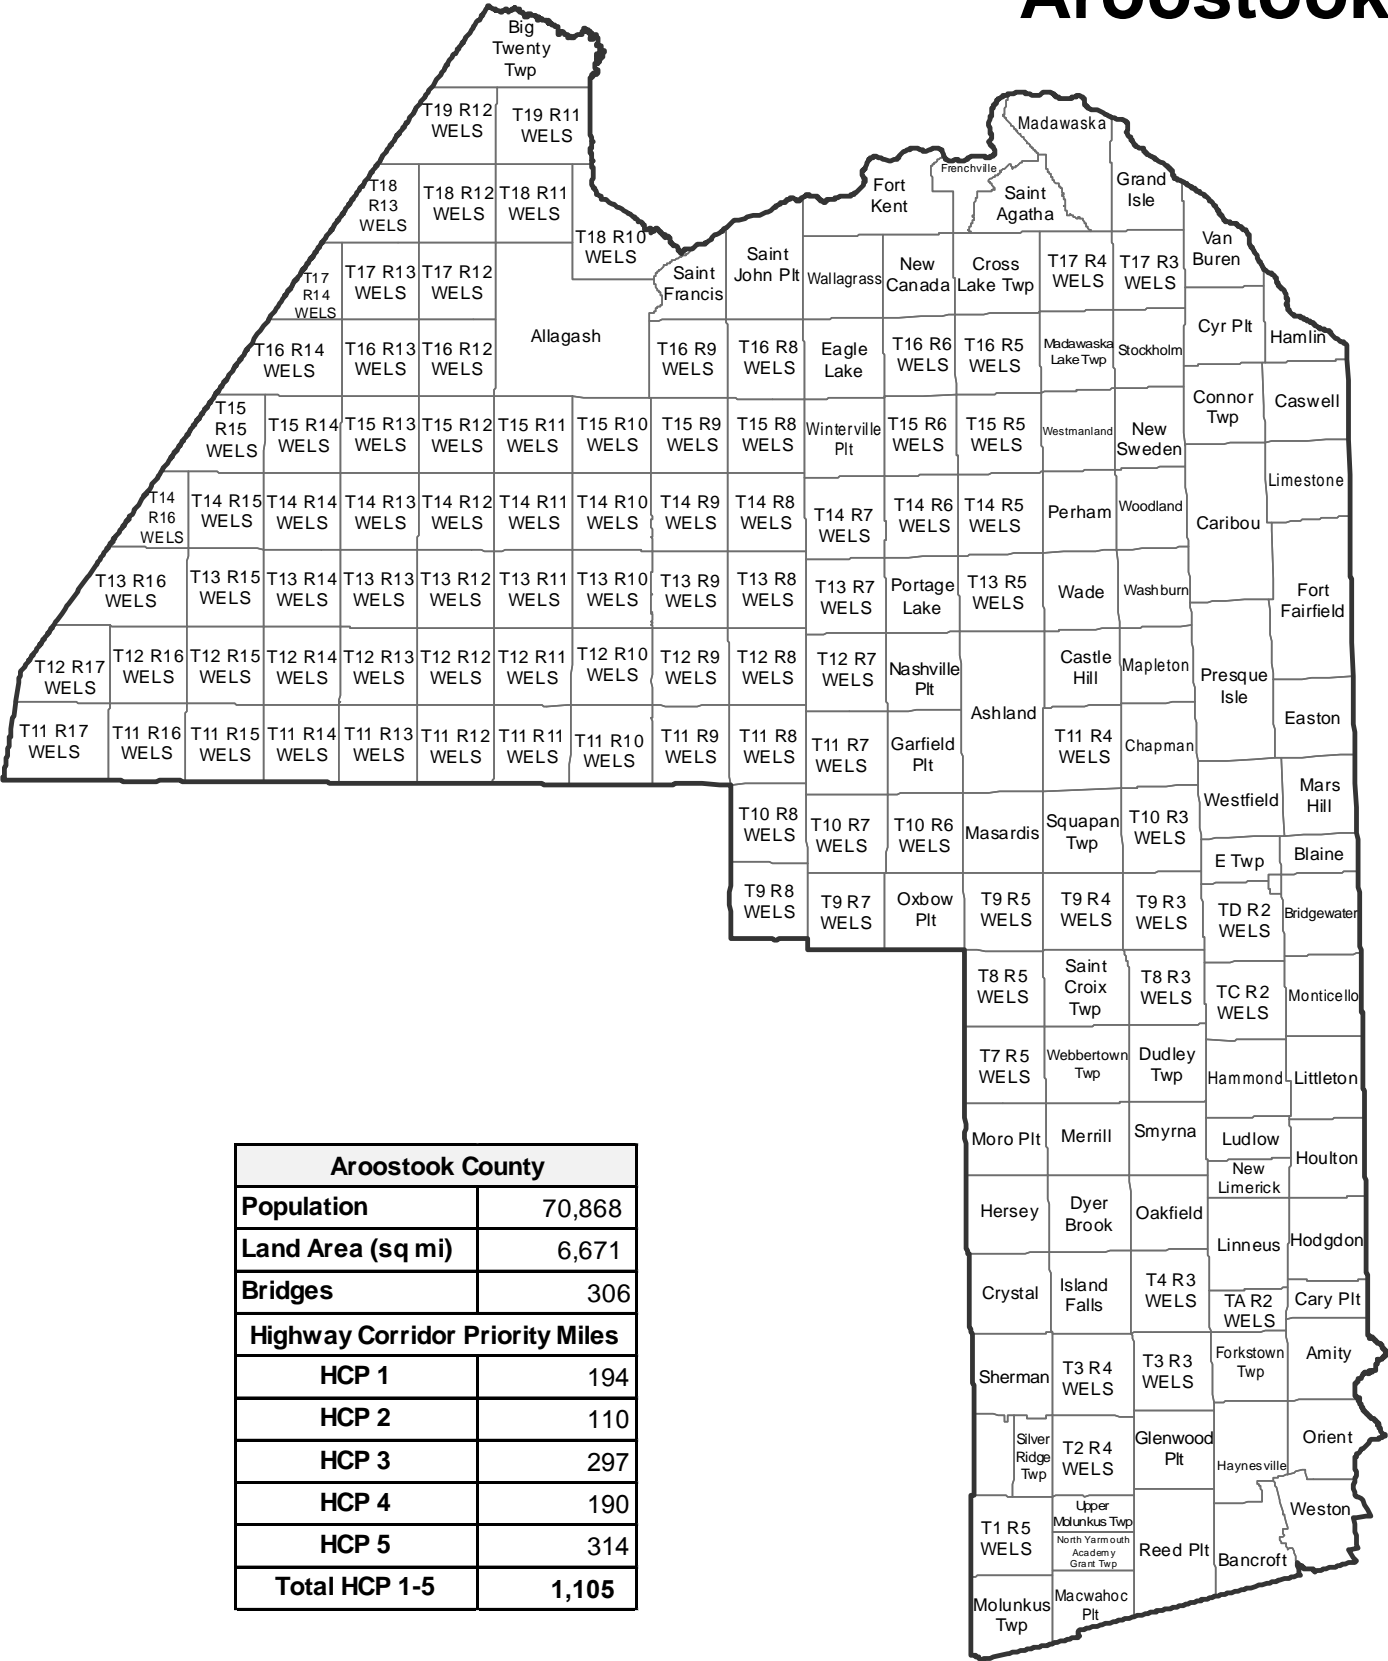 Aroostook
Big
Twenty
Twp
T19 R12
WELS
T19 R11
WELS
Madawaska
Frenchville
Fort
Kent
Saint
Agatha
Grand
Isle
T18
R13
WELS
T18 R12
WELS
T18 R11
WELS
T18 R10
WELS
Van
Buren
T17
R14
WELS
T17 R13
WELS
T17 R12
WELS
Saint
Francis
Saint
John Plt
Wallagrass
New
Canada
Cross
Lake Twp
T17 R4
WELS
T17 R3
WELS
Cyr Plt
Hamlin
Allagash
T16 R14
WELS
T16 R13
WELS
T16 R12
WELS
T16 R9
WELS
T16 R8
WELS
Eagle
Lake
T16 R6
WELS
T16 R5
WELS
Madawaska
Lake Twp
Stockholm
Connor
Twp
Caswell
T15
R15
WELS
T15 R14
WELS
T15 R13
WELS
T15 R12
WELS
T15 R11
WELS
T15 R10
WELS
T15 R9
WELS
T15 R8
WELS
Winterville
Plt
T15 R6
WELS
T15 R5
WELS
Westmanland
New
Sweden
Limestone
T14
R16
WELS
T14 R15
WELS
T14 R14
WELS
T14 R13
WELS
T14 R12
WELS
T14 R11
WELS
T14 R10
WELS
T14 R9
WELS
T14 R8
WELS
T14 R7
WELS
T14 R6
WELS
T14 R5
WELS
Perham
Woodland
Caribou
T13 R16
WELS
T13 R15
WELS
T13 R14
WELS
T13 R13
WELS
T13 R12
WELS
T13 R11
WELS
T13 R10
WELS
T13 R9
WELS
T13 R8
WELS
T13 R7
WELS
Portage
Lake
T13 R5
WELS
Wade
Washburn
Fort
Fairfield
T12 R17
WELS
T12 R16
WELS
T12 R15
WELS
T12 R14
WELS
T12 R13
WELS
T12 R12
WELS
T12 R11
WELS
T12 R10
WELS
T12 R9
WELS
T12 R8
WELS
T12 R7
WELS
Nashville
Plt
Ashland
Castle
Hill
Mapleton
Presque
Isle
Easton
T11 R17
WELS
T11 R16
WELS
T11 R15
WELS
T11 R14
WELS
T11 R13
WELS
T11 R12
WELS
T11 R11
WELS
T11 R10
WELS
T11 R9
WELS
T11 R8
WELS
T11 R7
WELS
Garfield
Plt
T11 R4
WELS
Chapman
Westfield
Mars
Hill
T10 R8
WELS
T10 R7
WELS
T10 R6
WELS
Masardis
Squapan
Twp
T10 R3
WELS
E Twp
Blaine
T9 R8
WELS
T9 R7
WELS
Oxbow
Plt
T9 R5
WELS
T9 R4
WELS
T9 R3
WELS
TD R2
WELS
Bridgewater
T8 R5
WELS
Saint
Croix
Twp
T8 R3
WELS
TC R2
WELS
Monticello
T7 R5
WELS
Webbertown
Twp
Dudley
Twp
Hammond
Littleton
Moro Plt
Merrill
Smyrna
Ludlow
New
Limerick
Houlton
Hersey
Dyer
Brook
Oakfield
Linneus
Hodgdon
Crystal
Island
Falls
T4 R3
WELS
TA R2
WELS
Cary Plt
Sherman
T3 R4
WELS
T3 R3
WELS
Forkstown
Twp
Amity
Silver
Ridge
Twp
T2 R4
WELS
Glenwood
Plt
Haynesville
Orient
Weston
T1 R5
WELS
Upper
Molunkus Twp
North Yarmouth
Academy
Grant Twp
Reed Plt
Bancroft
Molunkus
Twp
Macwahoc
Plt
Aroostook County
Population 70,868
Land Area (sq mi) 6,671
Bridges 306
Highway Corridor Priority Miles
HCP 1 194
HCP 2 110
HCP 3 297
HCP 4 190
HCP 5 314
Total HCP 1-5 1,105